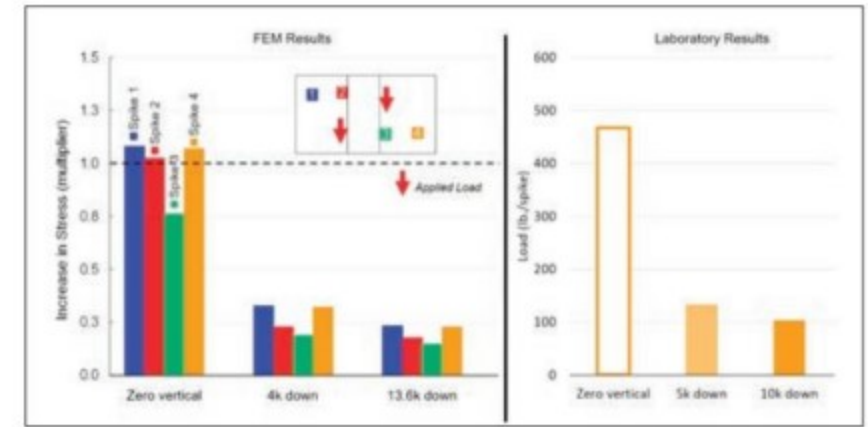 FEM Results
Increase in Stress (multiplier)
1.5
1.3
1.0
0.8
0.5
0.3
0.0
Spike 1
Spike 2
Spike 3
Spike 4
1
2
3
4
Applied Load
Zero vertical
4k down
13.6k down
Laboratory Results
Load (lb./spike)
600
500
400
300
200
100
0
Zero vertical
5k down
10k down